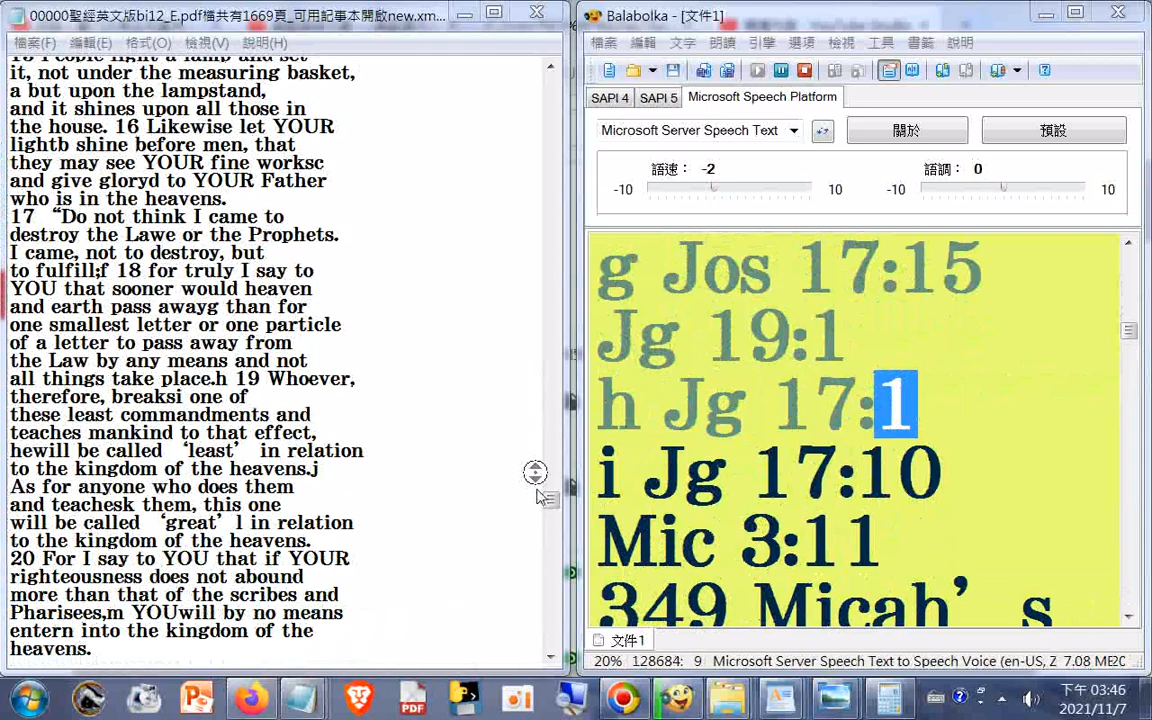 00000聖經英文版bi12_E.pdf檔共有1669頁_可用記事本開啟new.xm...
檔案(F) 編輯(E) 格式(O) 檢視(V) 說明(H)
15 People light a lamp and set
it, not under the measuring basket,
a but upon the lampstand,
and it shines upon all those in
the house. 16 Likewise let YOUR
lightb shine before men, that
they may see YOUR fine worksc
and give gloryd to YOUR Father
who is in the heavens.
17 “Do not think I came to
destroy the Lawe or the Prophets.
I came, not to destroy, but
to fulfill;f 18 for truly I say to
YOU that sooner would heaven
and earth pass awayg than for
one smallest letter or one particle
of a letter to pass away from
the Law by any means and not
all things take place.h 19 Whoever,
therefore, breaksi one of
these least commandments and
teaches mankind to that effect,
hewill be called ‘least’ in relation
to the kingdom of the heavens.j
As for anyone who does them
and teachesk them, this one
will be called ‘great’l in relation
to the kingdom of the heavens.
20 For I say to YOU that if YOUR
righteousness does not abound
more than that of the scribes and
Pharisees,m YOUwill by no means
entern into the kingdom of the
heavens.
Balabolka - [文件1]
檔案 編輯 文字 朗讀 引擎 選項 檢視 工具 書籤 說明
SAPI 4 SAPI 5 Microsoft Speech Platform
Microsoft Server Speech Text 關於 預設
語速: -2 語調: 0
-10 10 -10 10
g Jos 17:15
Jg 19:1
h Jg 17:1
i Jg 17:10
Mic 3:11
349 Micah’s
文件1
20% 128684: 9 Microsoft Server Speech Text to Speech Voice (en-US, Z 7.08 ME20
PDF
下午 03:46
2021/11/7